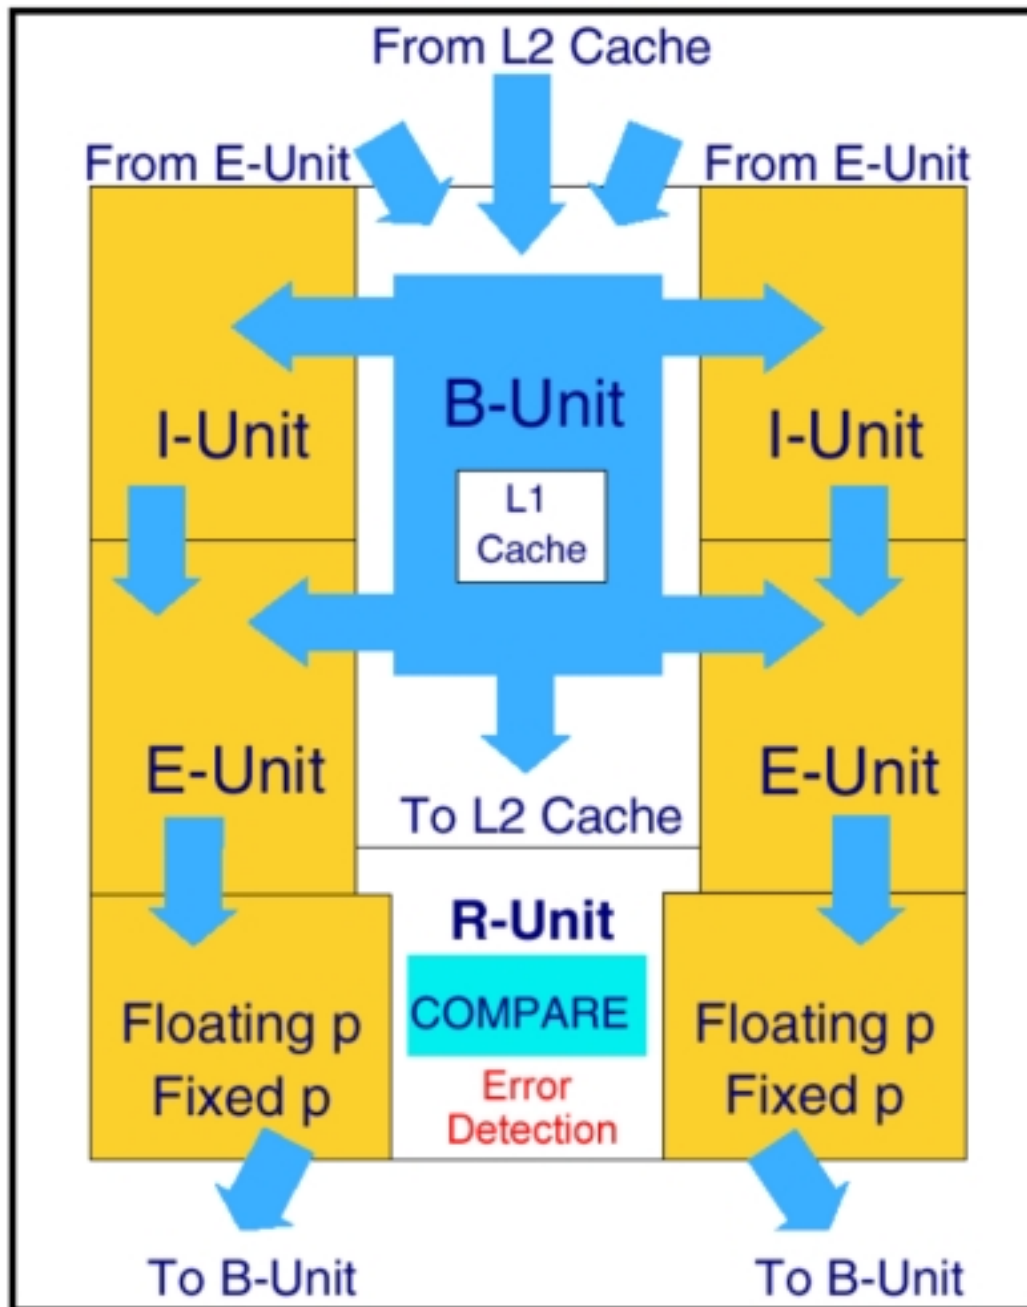 From L2 Cache
From E-Unit
From E-Unit
B-Unit
I-Unit
I-Unit
L1
Cache
E-Unit
E-Unit
To L2 Cache
R-Unit
COMPARE
Floating p
Fixed p
Floating p
Fixed p
Error
Detection
To B-Unit
To B-Unit